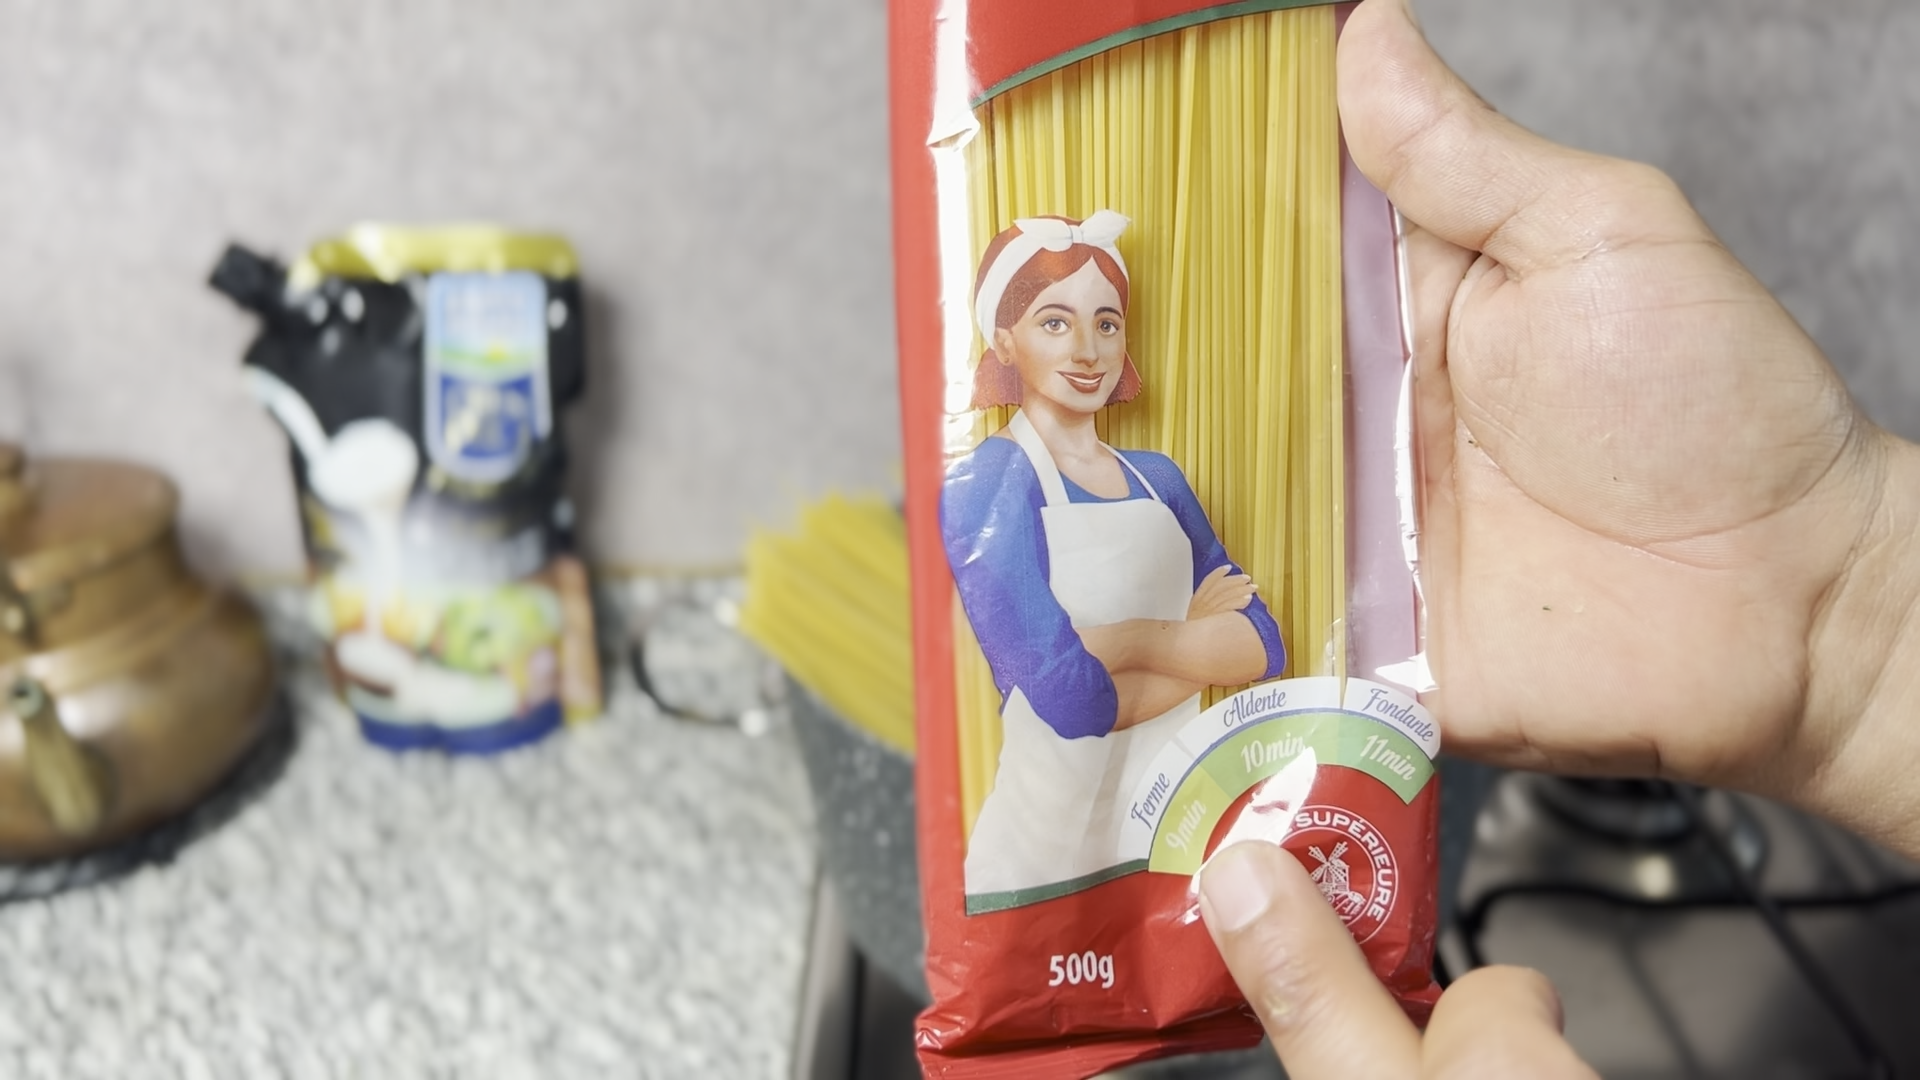 Ferme
Aldente
Fondante
9min
10min
11min
SUPÉRIEURE
500g